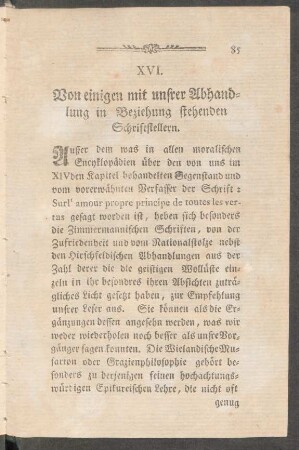 85
XVI.
Von einigen mit unsrer Abhand-
lung in Beziehung stehenden
Schriftstellern.
Ausser dem was in allen moralischen
Encyklopädien über den von uns im
XIVden Kapitel behandelten Gegenstand und
vom vorerwähnten Verfasser der Schrift:
Surl' amour propre principe de toutes les ver-
tus gesagt worden ist, heben sich besonders
die Zimmermannischen Schriften, von der
Zufriedenheit und vom Nationalstolze nebst
den Hirschfeldischen Abhandlungen aus der
Zahl derer die die geistigen Wollüste ein-
zeln in ihr besondres ihren Absichten zuträg-
liches Licht gesetzt haben, zur Empfehlung
unsrer Leser aus. Sie können als die Er-
gänzungen dessen angesehn werden, was wir
weder wiederholen noch besser als unsre Vor-
gänger sagen konnten. Die Wielandische Mu-
sarion oder Grazienphilosophie gehört be-
sonders zu derjenigen feinen hochachtungs-
würdigen Epikureischen Lehre, die nicht oft
genug